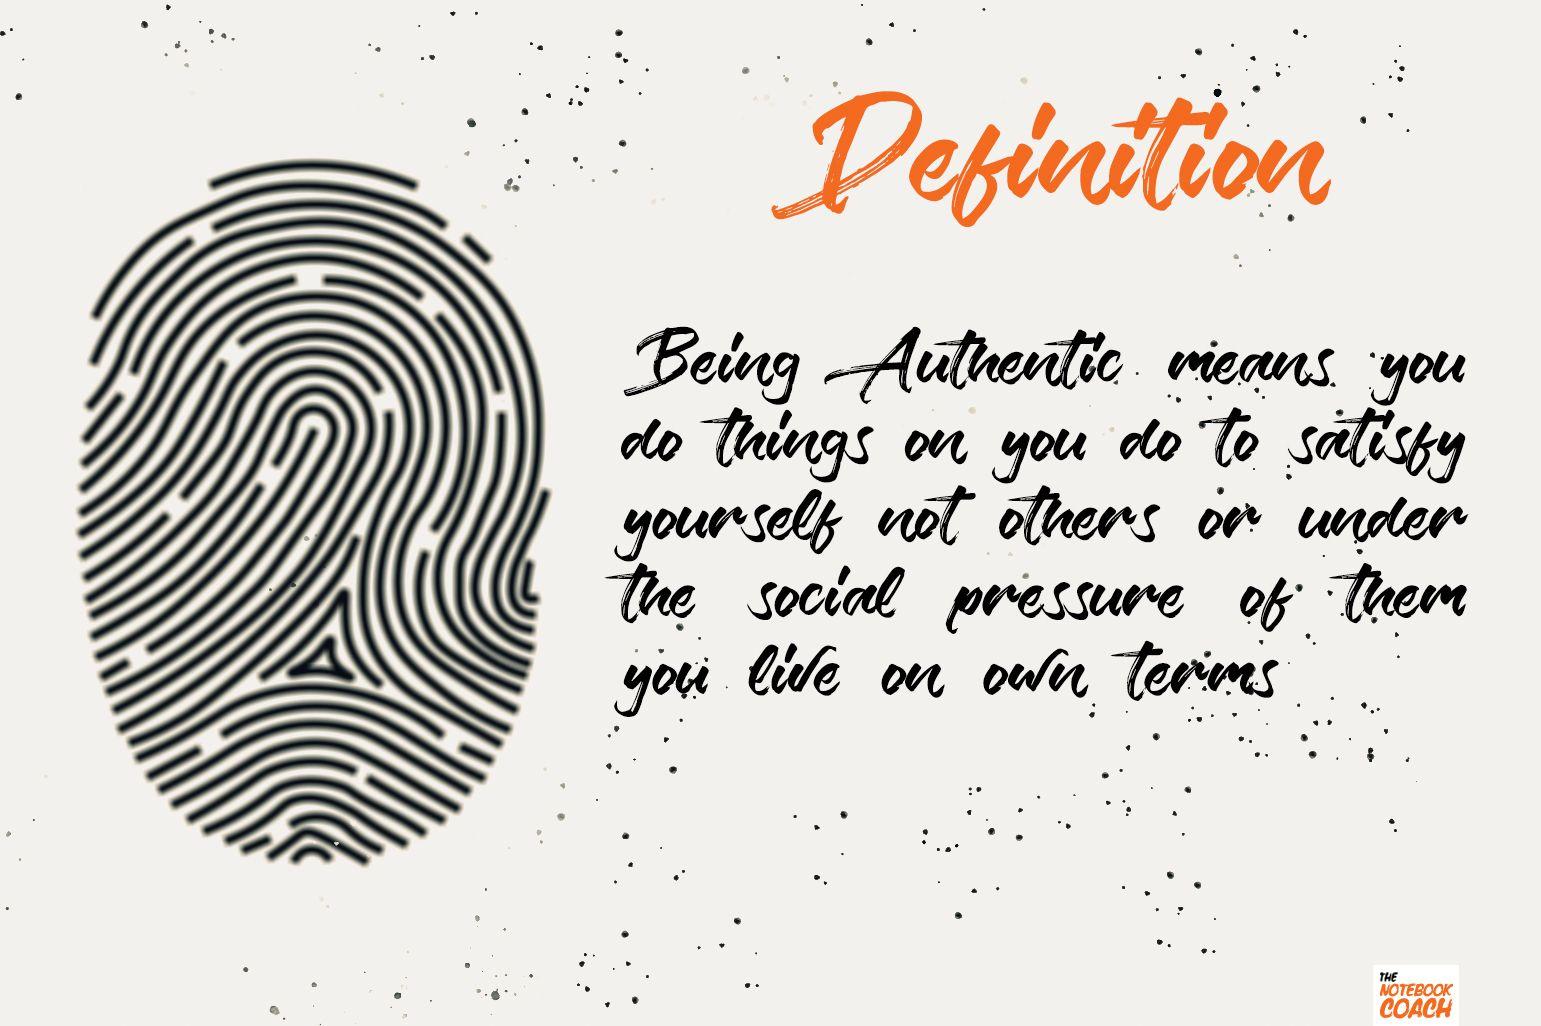 Definition
Being Authentic means you
do things on you do to satisfy
yourself not others or under
the social pressure of them
you live on own terms
THE
NOTEBOOK
COACH